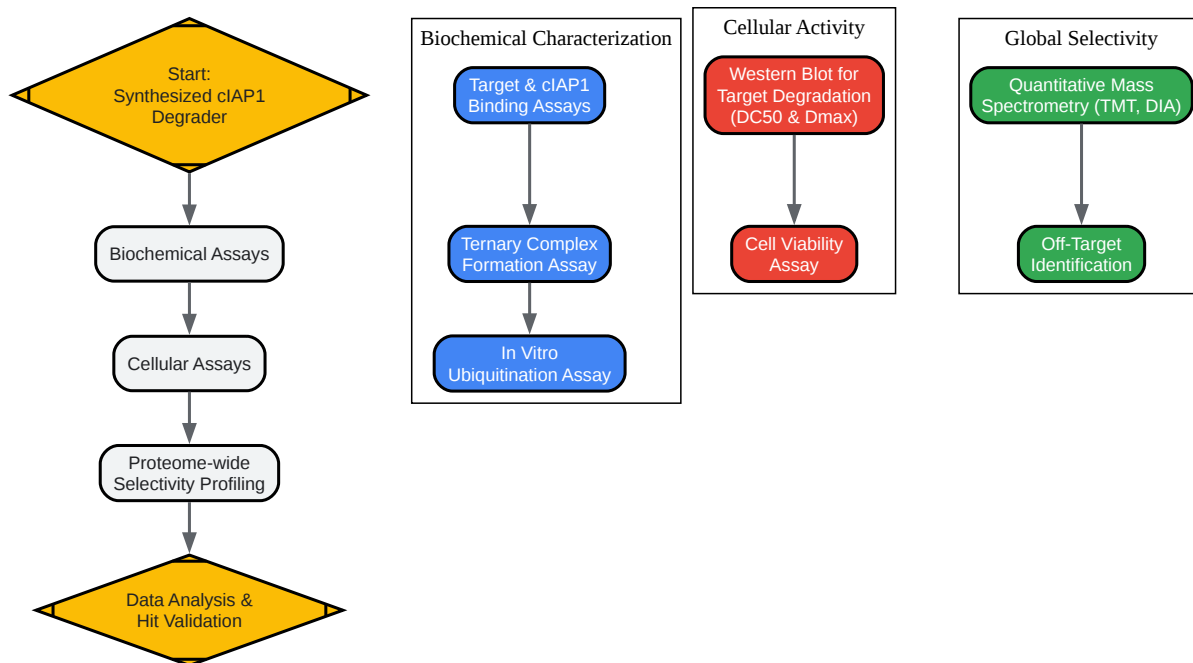 Start:
Synthesized cIAP1
Degrader
Biochemical Assays
Cellular Assays
Proteome-wide
Selectivity Profiling
Data Analysis &
Hit Validation
Biochemical Characterization
Target & cIAP1
Binding Assays
Ternary Complex
Formation Assay
In Vitro
Ubiquitination Assay
Cellular Activity
Western Blot for
Target Degradation
(DC50 & Dmax)
Cell Viability
Assay
Global Selectivity
Quantitative Mass
Spectrometry (TMT, DIA)
Off-Target
Identification